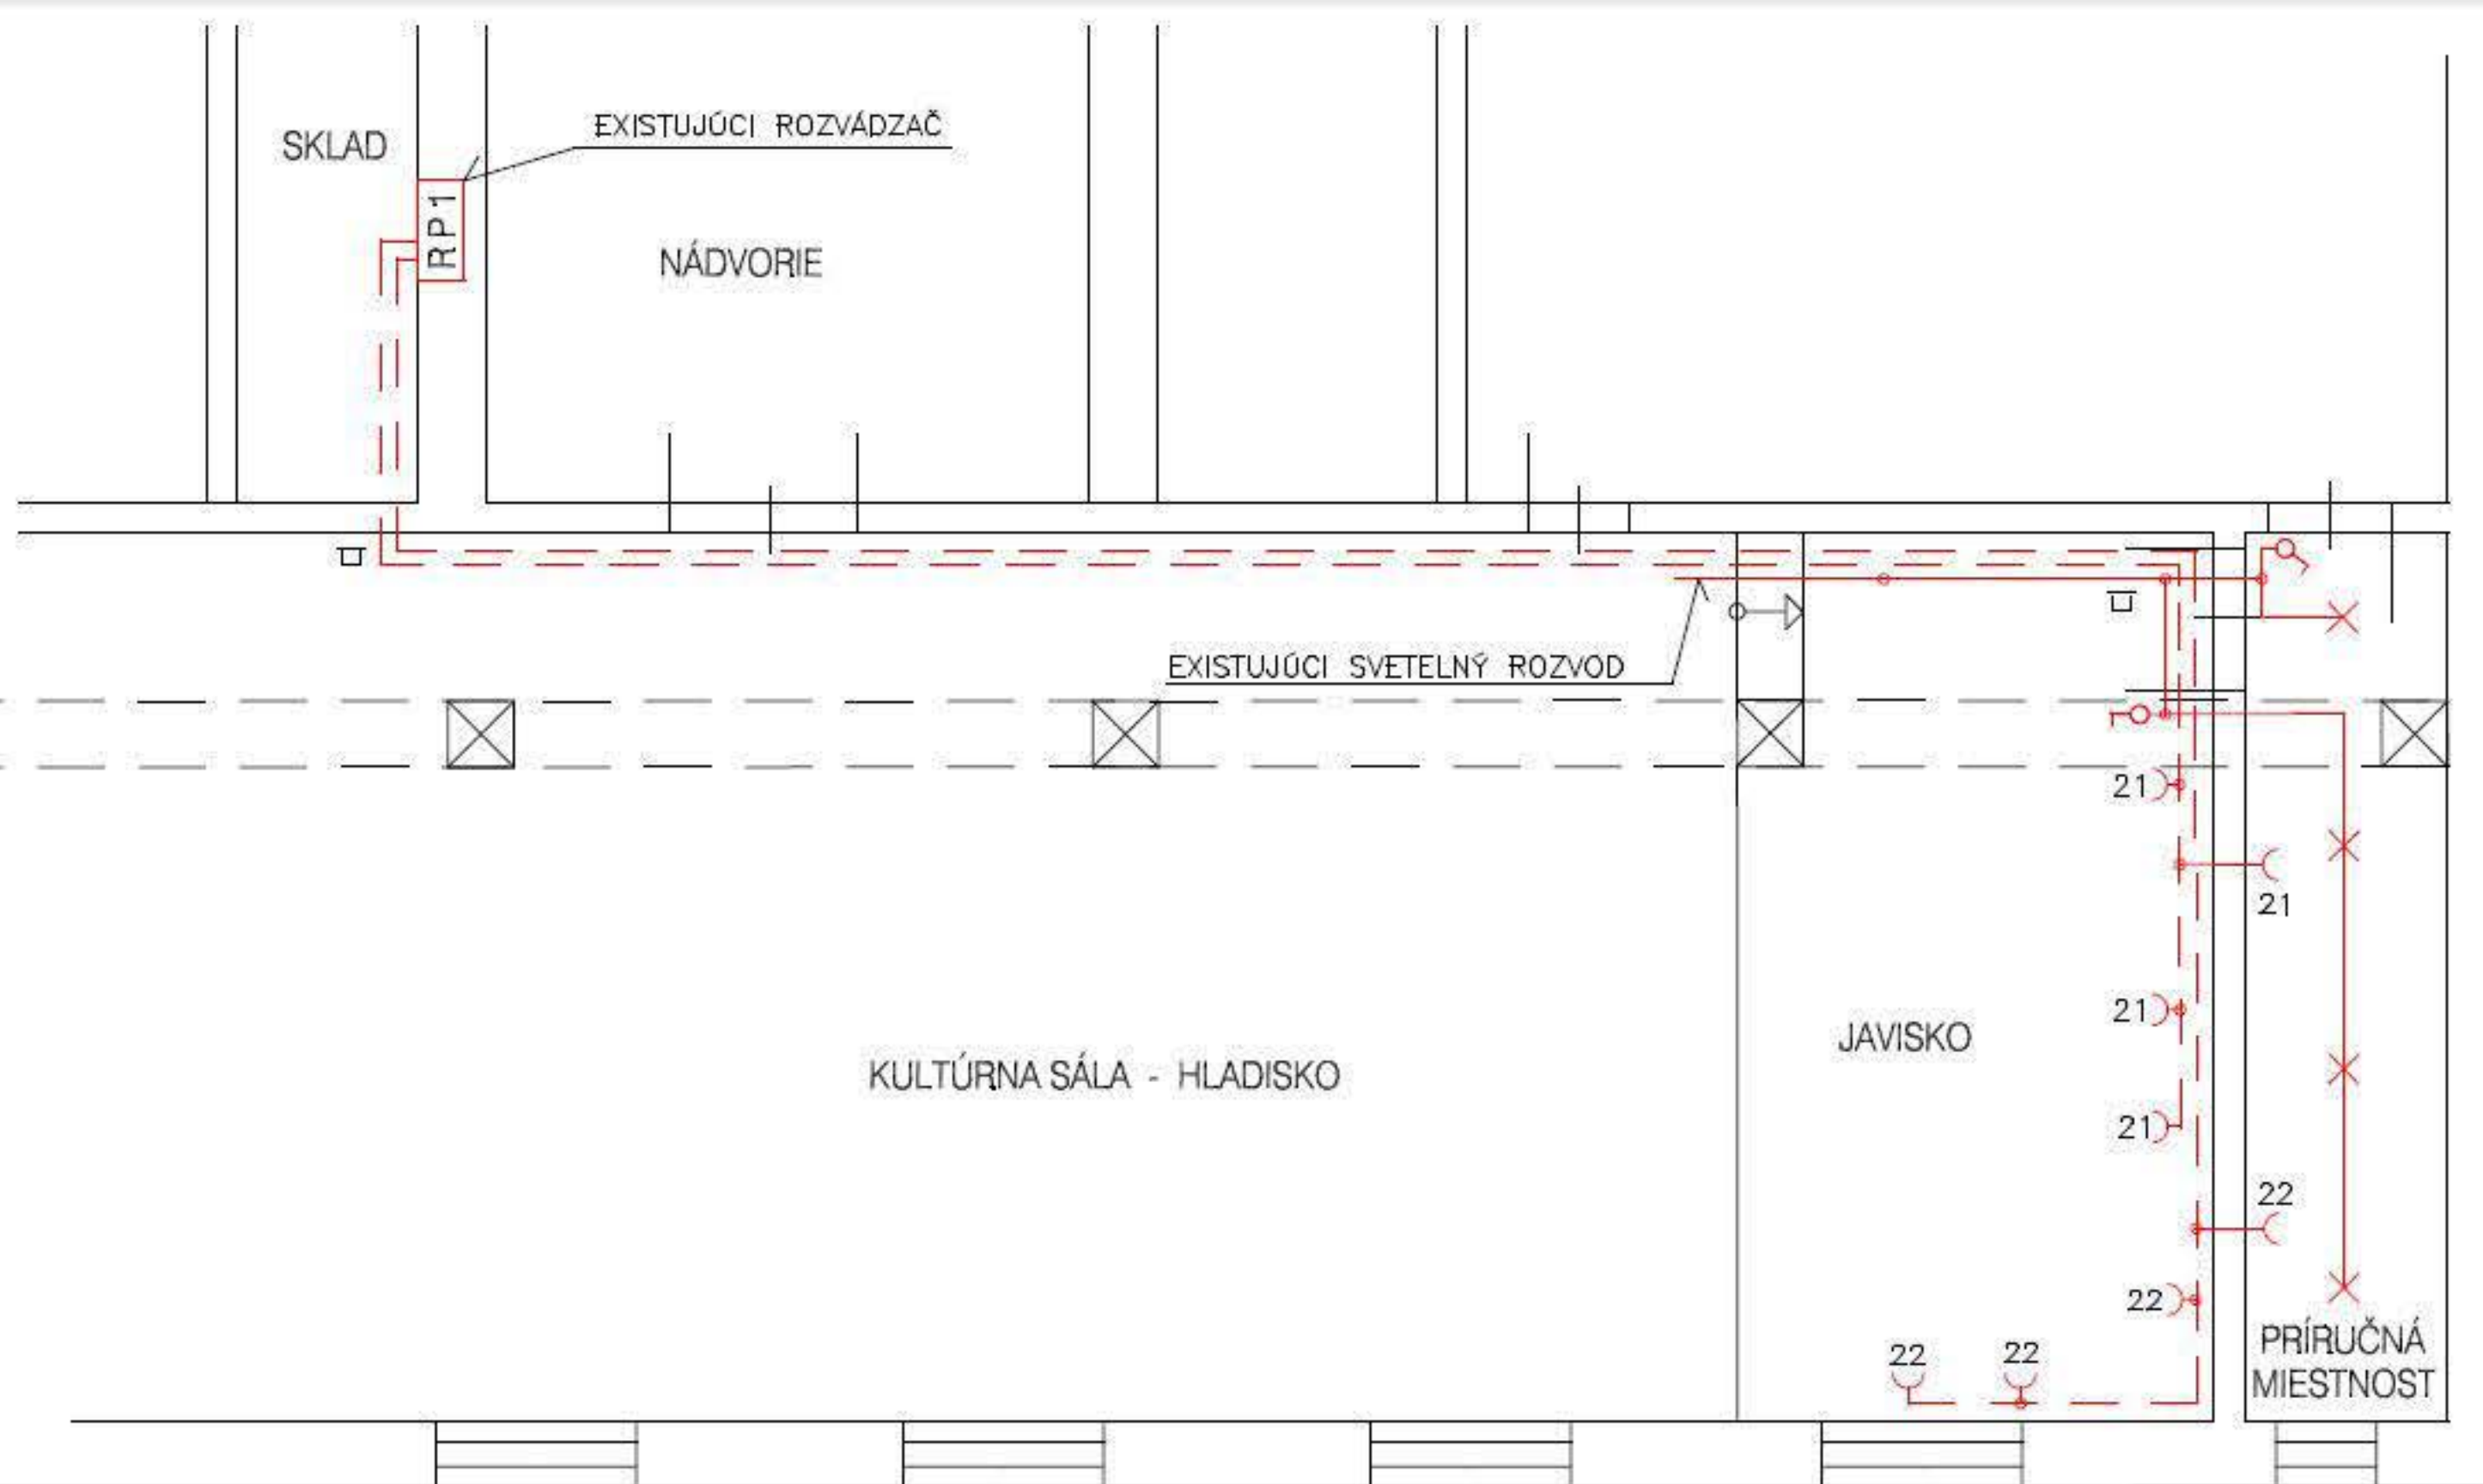 EXISTUJÚCI ROZVÁDZAČ
SKLAD
RP1
NÁDVORIE
EXISTUJÚCI SVETELNÝ ROZVOD
21
21
21
JAVISKO
KULTÚRNA SÁLA - HLADISKO
21
22
22
22
22
PRÍRUČNÁ
MIESTNOST